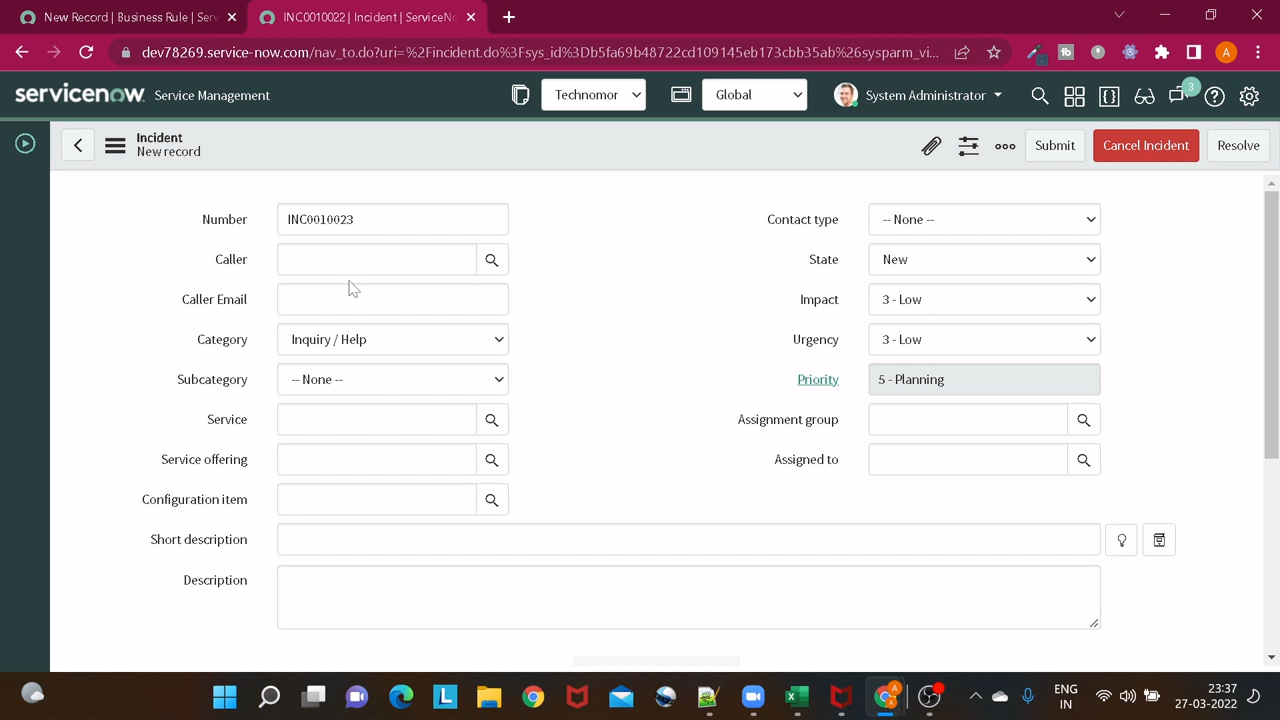 New Record | Business Rule | Serv
INC0010022 | Incident | ServiceNo
dev78269.service-now.com/nav_to.do?uri=%2Fincident.do%3Fsys_id%3Db5fa69b48722cd109145eb173cbb35ab%26sysparm_vi...
A
servicenow Service Management
Technomor
Global
System Administrator
3
Incident
New record
Submit
Cancel Incident
Resolve
Number
INC0010023
Contact type
-- None --
Caller
State
New
Caller Email
Impact
3 - Low
Category
Inquiry / Help
Urgency
3 - Low
Subcategory
-- None --
Priority
5 - Planning
Service
Assignment group
Service offering
Assigned to
Configuration item
Short description
Description
ENG
IN
23:37
27-03-2022